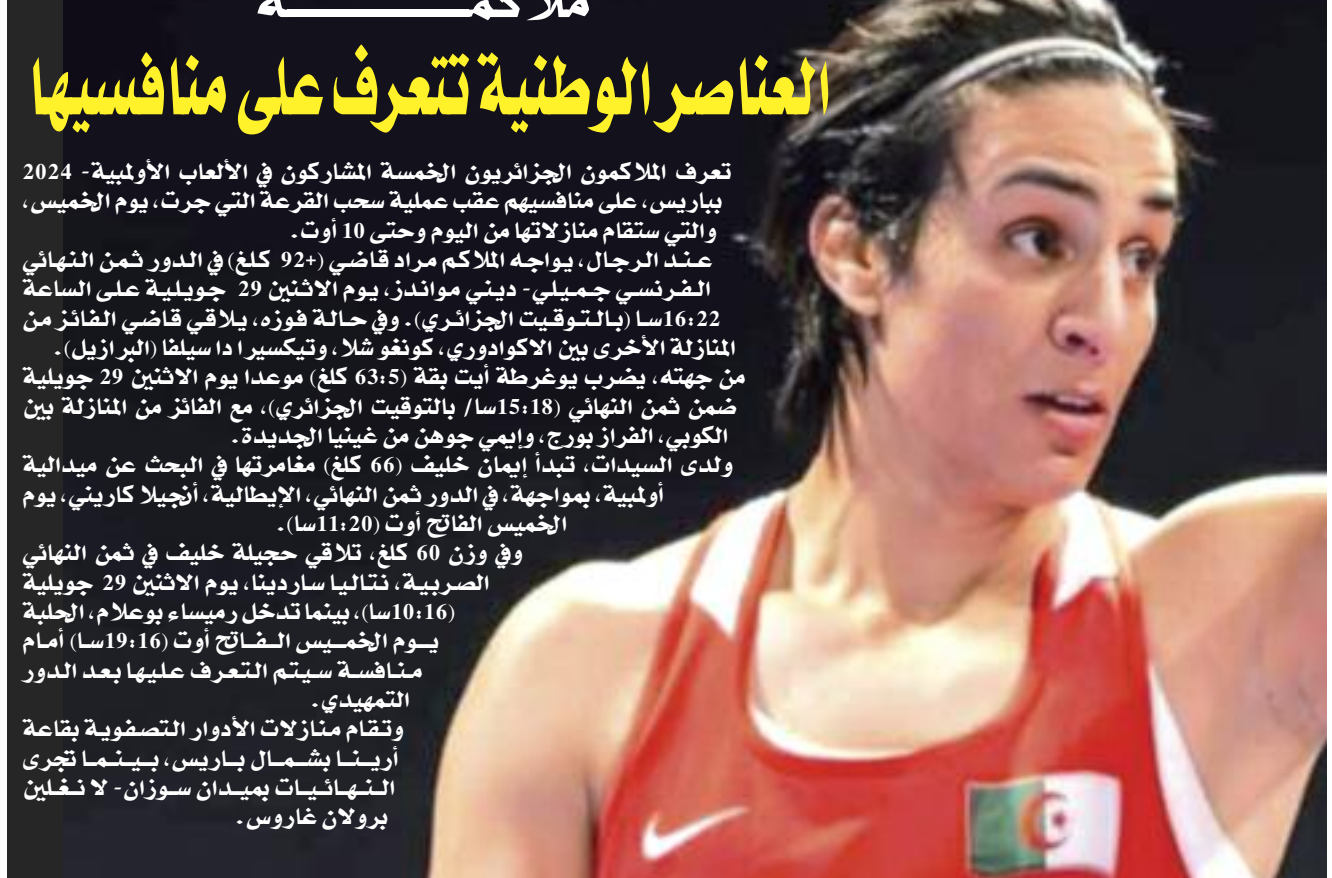 ملاكمـــــــــة
العناصر الوطنية تتعرف على منافسيها
تعرف الملاكمون الجزائريون الخمسة المشاركون في الألعاب الأولمبية- 2024
بباريس، على منافسيهم عقب عملية سحب القرعة التي جرت، يوم الخميس،
والتي ستقام منازلاتها من اليوم وحتى 10 أوت.
عند الرجال، يواجه الملاكم مراد قاضي (+92 كلغ) في الدور ثمن النهائي
الفرنسي جميلي- ديني مواندز، يوم الاثنين 29 جويلية على الساعة
16:22سا (بالتوقيت الجزائري). وفي حالة فوزه، يلاقي قاضي الفائز من
المنازلة الأخرى بين الاكوادوري، كونغو شلا، وتيكسيرا دا سيلفا (البرازيل).
من جهته، يضرب يوغرطة أيت بقة (63:5 كلغ) موعدا يوم الاثنين 29 جويلية
ضمن ثمن النهائي (15:18سا/ بالتوقيت الجزائري)، مع الفائز من المنازلة بين
الكوبي، الفراز بورج، وإيمي جوهن من غينيا الجديدة.
ولدى السيدات، تبدأ إيمان خليف (66 كلغ) مغامرتها في البحث عن ميدالية
أولمبية، بمواجهة، في الدور ثمن النهائي، الإيطالية، أنجيلا كاريني، يوم
الخميس الفاتح أوت (11:20سا).
وفي وزن 60 كلغ، تلاقي حجيلة خليف في ثمن النهائي
الصربية، نتاليا ساردينا، يوم الاثنين 29 جويلية
(10:16سا)، بينما تدخل رميساء بوعلام، الحلبة
يوم الخميس الفاتح أوت (19:16سا) أمام
منافسة سيتم التعرف عليها بعد الدور
التمهيدي.
وتقام منازلات الأدوار التصفوية بقاعة
أرينا بشمال باريس، بينما تجرى
النهائيات بميدان سوزان- لانغلين
برولان غاروس.